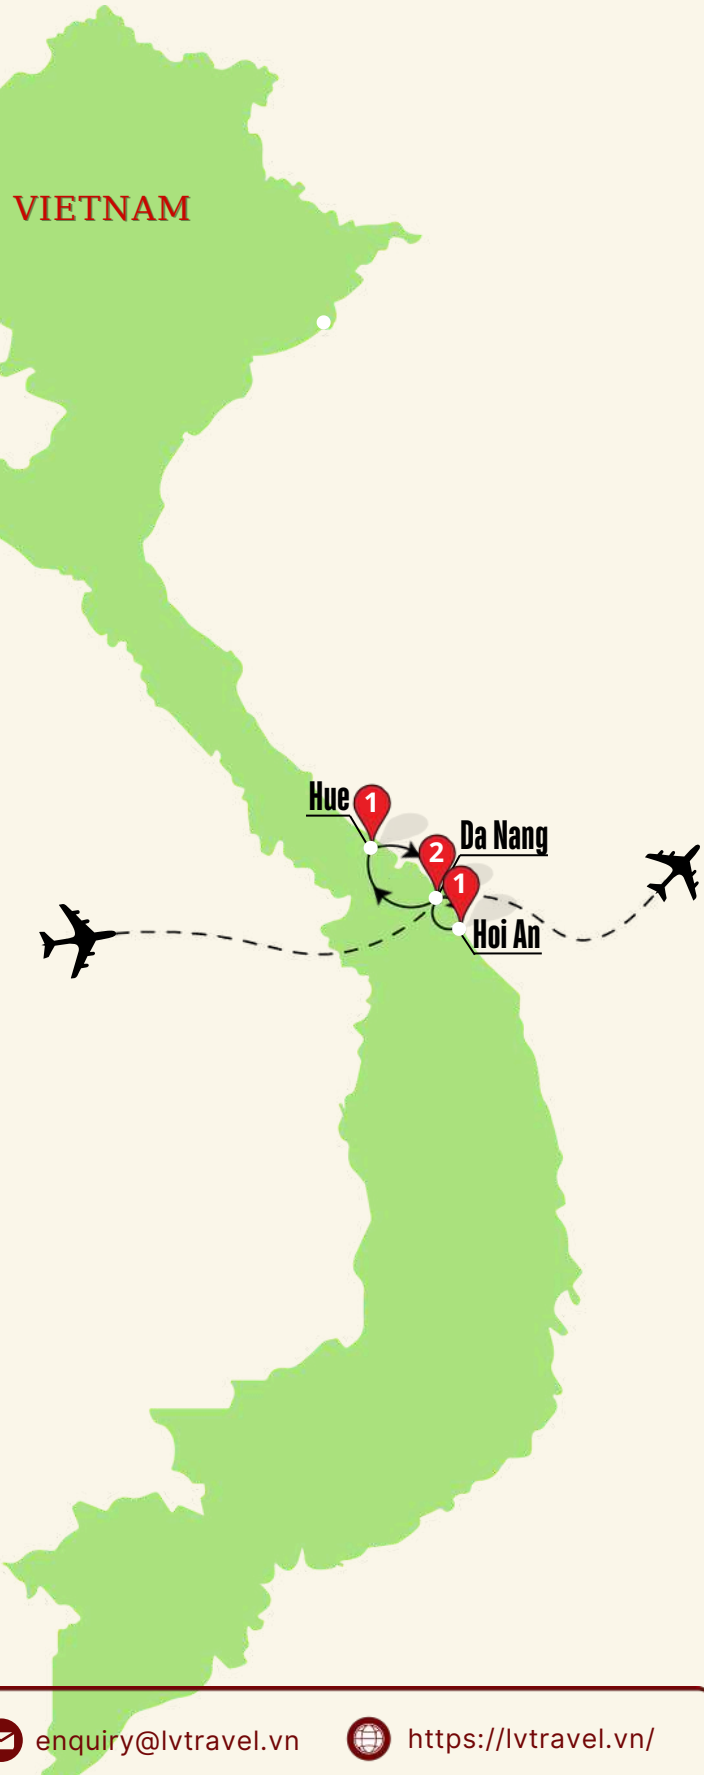 VIETNAM
Hue
1
Da Nang
2
1
Hoi An
enquiry@lvtravel.vn
https://lvtravel.vn/